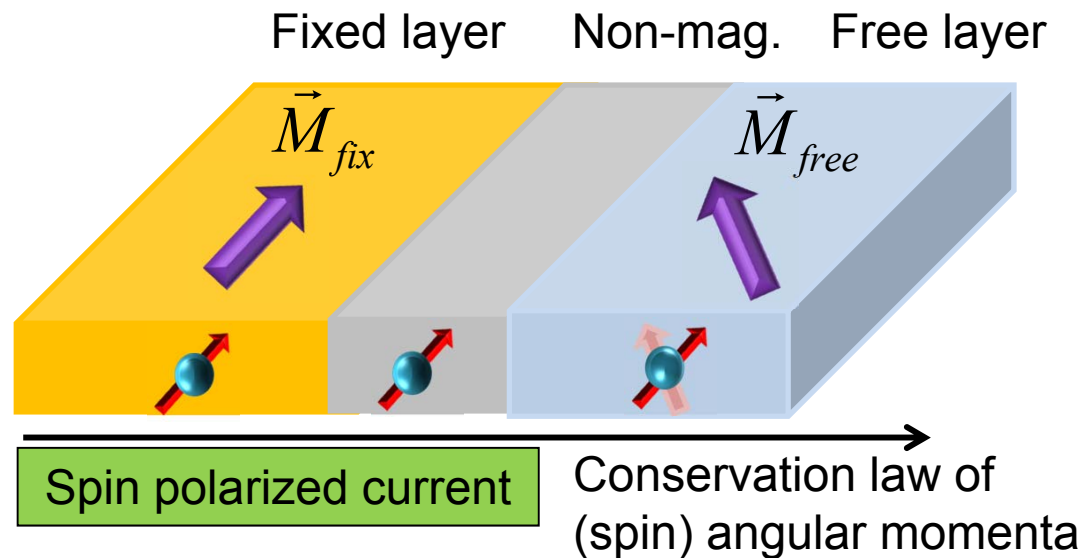 Fixed layer Non-mag. Free layer
M⃗ fix M⃗ free
Spin polarized current
Conservation law of
(spin) angular momenta